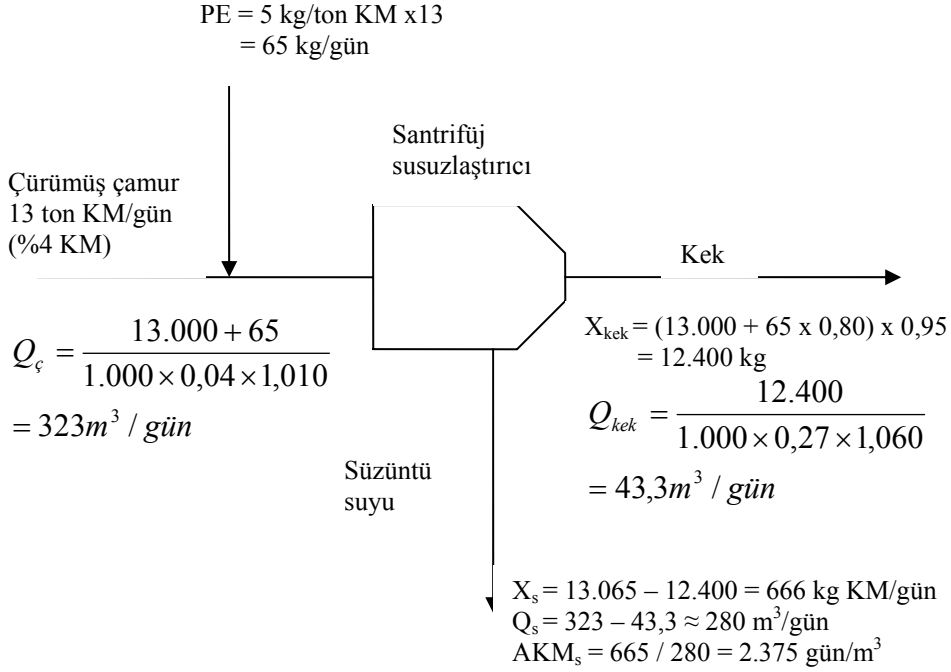 PE = 5 kg/ton KM x13
= 65 kg/gün
Santrifüj
susuzlaştırıcı
Çürümüş çamur
13 ton KM/gün
(%4 KM)
Kek
Q_ç = (13.000 + 65) / (1.000 × 0,04 × 1,010)
= 323m³ / gün
X_kek = (13.000 + 65 x 0,80) x 0,95
= 12.400 kg
Q_kek = 12.400 / (1.000 × 0,27 × 1,060)
= 43,3m³ / gün
Süzüntü
suyu
X_s = 13.065 – 12.400 = 666 kg KM/gün
Q_s = 323 – 43,3 ≈ 280 m³/gün
AKM_s = 665 / 280 = 2.375 gün/m³